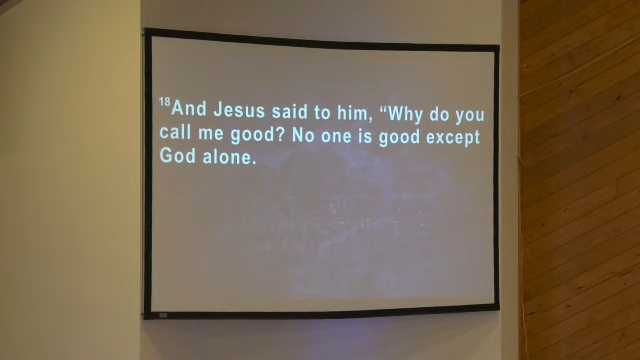 18And Jesus said to him, “Why do you
call me good? No one is good except
God alone.